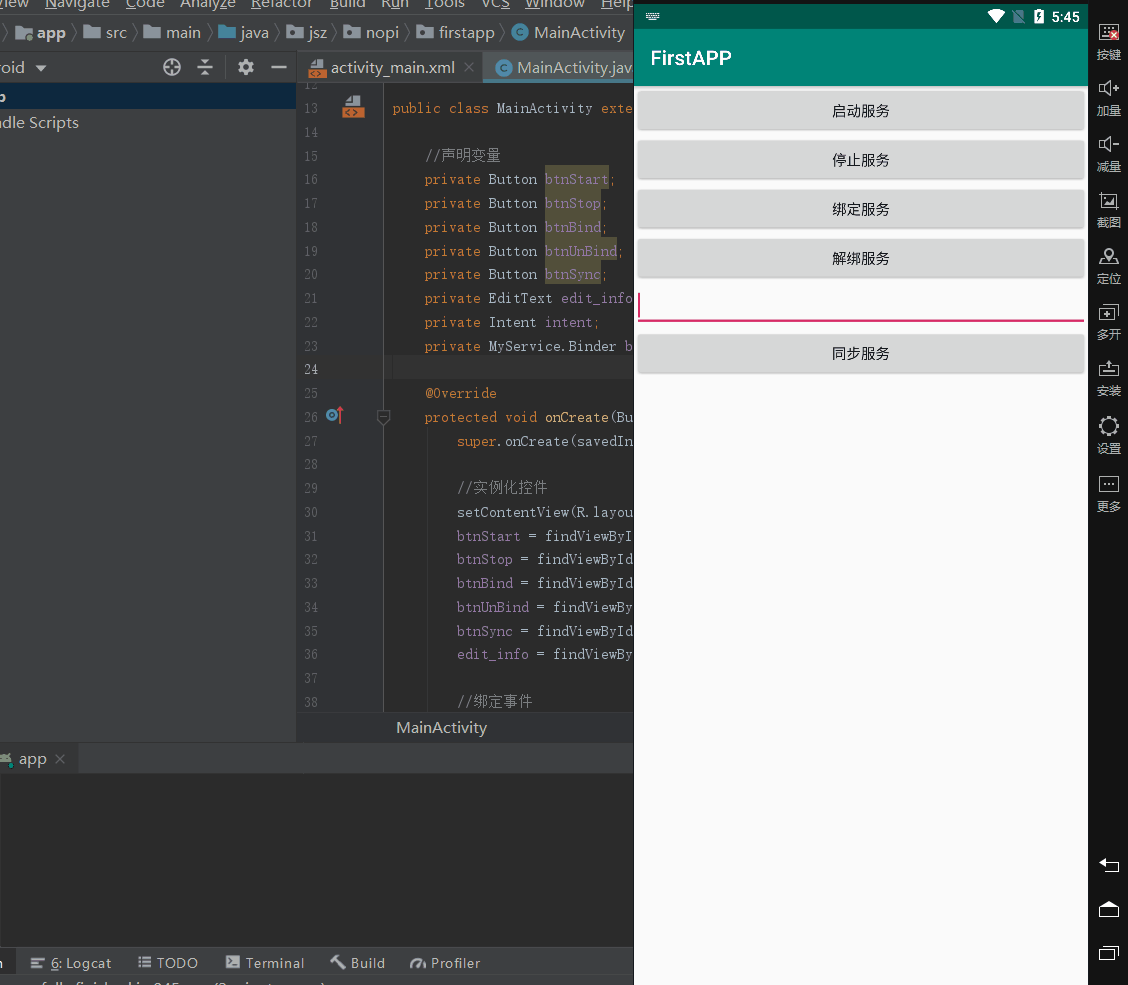 View Navigate Code Analyze Refactor Build Run Tools VCS Window Help
app src main java jsz nopi firstapp MainActivity
roid
activity_main.xml MainActivity.java
dle Scripts
12
13 public class MainActivity exte
14
15 //声明变量
16 private Button btnStart;
17 private Button btnStop;
18 private Button btnBind;
19 private Button btnUnBind;
20 private Button btnSync;
21 private EditText edit_info
22 private Intent intent;
23 private MyService.Binder b
24
25 @Override
26 protected void onCreate(Bu
27 super.onCreate(savedIn
28
29 //实例化控件
30 setContentView(R.layou
31 btnStart = findViewByI
32 btnStop = findViewById
33 btnBind = findViewById
34 btnUnBind = findViewBy
35 btnSync = findViewById
36 edit_info = findViewBy
37
38 //绑定事件
MainActivity
app
6: Logcat TODO Terminal Build Profiler
5:45
FirstAPP
启动服务
停止服务
绑定服务
解绑服务
同步服务
按键
加量
减量
截图
定位
多开
安装
设置
更多